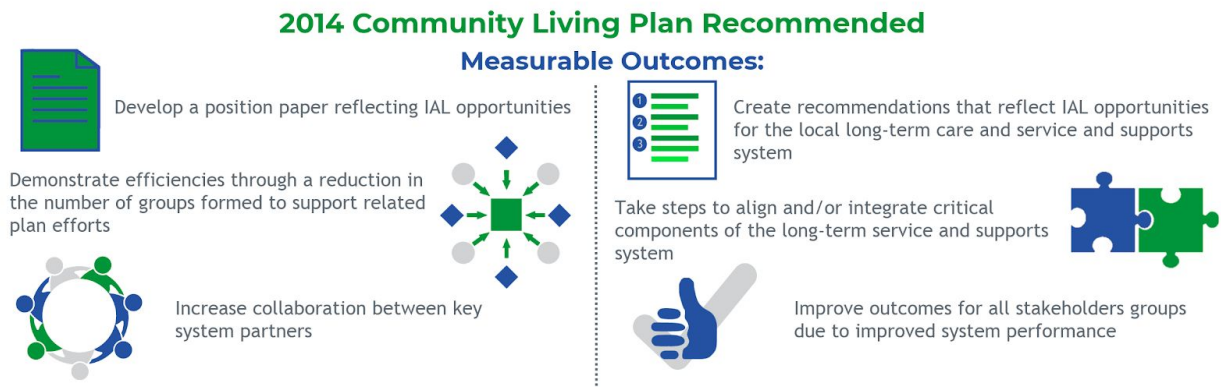 2014 Community Living Plan Recommended
Measurable Outcomes:
Develop a position paper reflecting IAL opportunities
Demonstrate efficiencies through a reduction in
the number of groups formed to support related
plan efforts
Increase collaboration between key
system partners
1
2
3
Create recommendations that reflect IAL opportunities
for the local long-term care and service and supports
system
Take steps to align and/or integrate critical
components of the long-term service and supports
system
Improve outcomes for all stakeholders groups
due to improved system performance